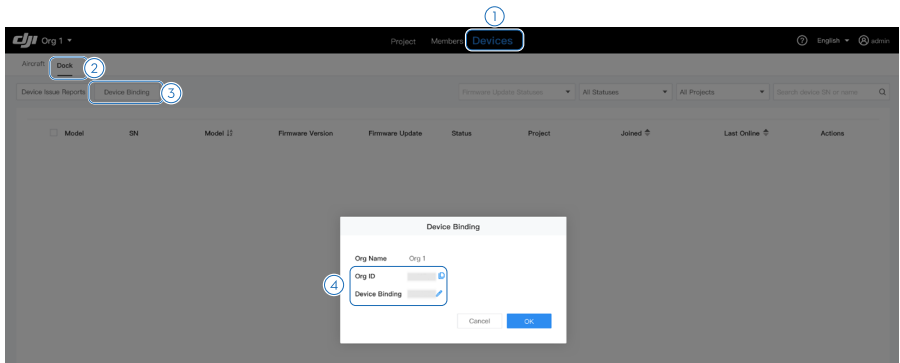 1
dji Org 1 Project Members Devices English admin
Aircraft Dock 2
Device Issue Reports Device Binding 3 Firmware Update Statuses All Statuses All Projects Search device SN or name
Model SN Model Firmware Version Firmware Update Status Project Joined Last Online Actions
Device Binding
Org Name Org 1
Org ID
4
Device Binding
Cancel OK